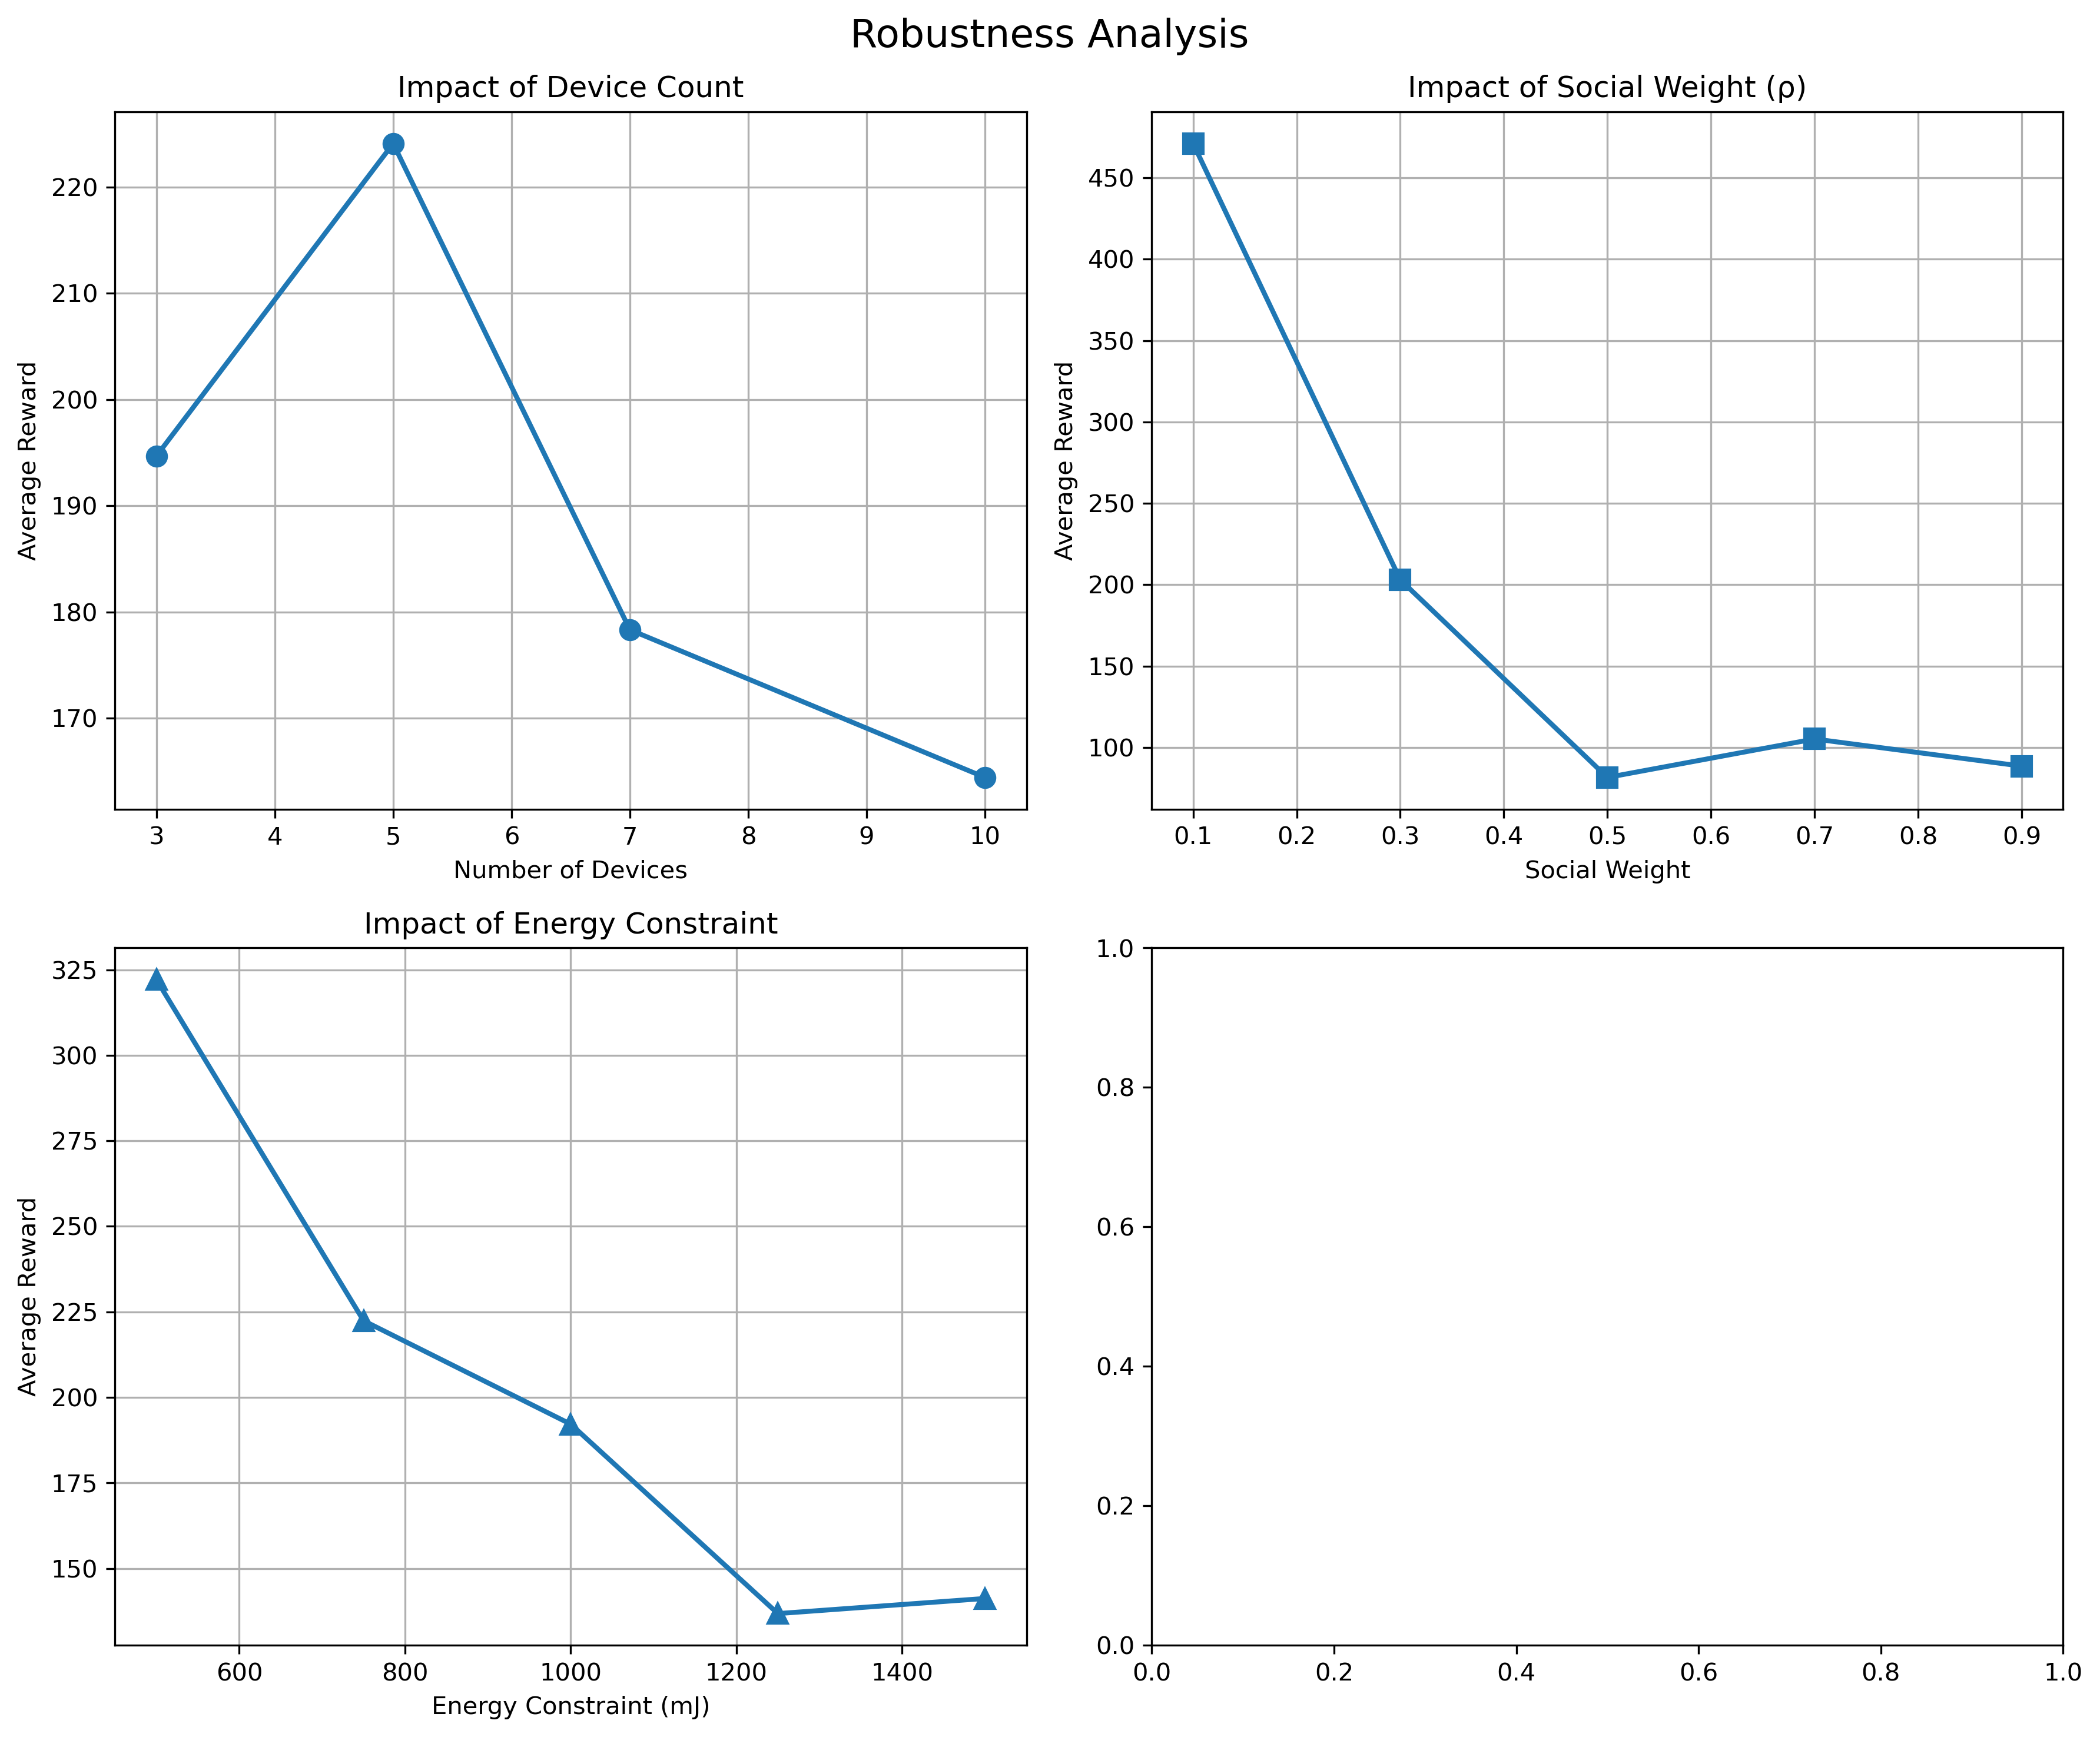 Robustness Analysis
Impact of Device Count
Average Reward
220
210
200
190
180
170
3 4 5 6 7 8 9 10
Number of Devices
Impact of Social Weight (ρ)
Average Reward
450
400
350
300
250
200
150
100
0.1 0.2 0.3 0.4 0.5 0.6 0.7 0.8 0.9
Social Weight
Impact of Energy Constraint
Average Reward
325
300
275
250
225
200
175
150
600 800 1000 1200 1400
Energy Constraint (mJ)
1.0
0.8
0.6
0.4
0.2
0.0
0.0 0.2 0.4 0.6 0.8 1.0